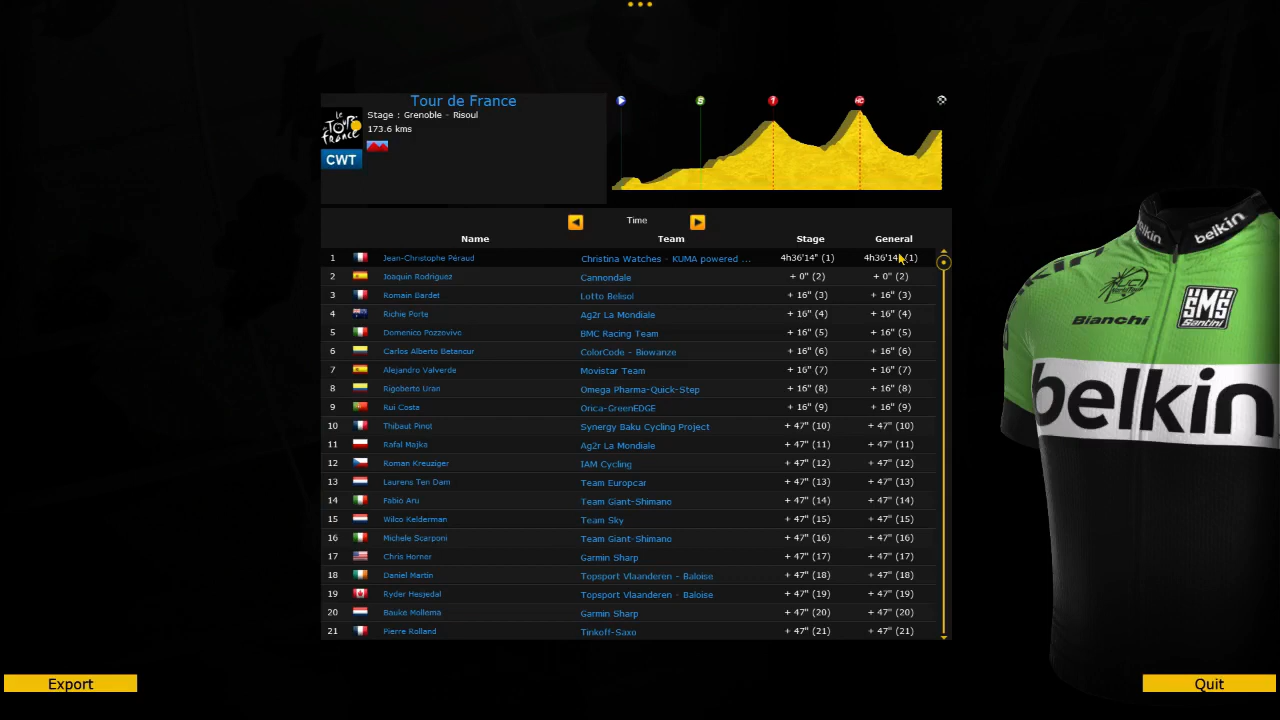 Tour de France
Stage : Grenoble - Risoul
173.6 kms
le TOUR de france
CWT
S
1
HC
Time
Name Team Stage General
1 Jean-Christophe Péraud Christina Watches - KUMA powered ... 4h36'14" (1) 4h36'14" (1)
2 Joaquin Rodriguez Cannondale + 0" (2) + 0" (2)
3 Romain Bardet Lotto Belisol + 16" (3) + 16" (3)
4 Richie Porte Ag2r La Mondiale + 16" (4) + 16" (4)
5 Domenico Pozzovivo BMC Racing Team + 16" (5) + 16" (5)
6 Carlos Alberto Betancur ColorCode - Biowanze + 16" (6) + 16" (6)
7 Alejandro Valverde Movistar Team + 16" (7) + 16" (7)
8 Rigoberto Uran Omega Pharma-Quick-Step + 16" (8) + 16" (8)
9 Rui Costa Orica-GreenEDGE + 16" (9) + 16" (9)
10 Thibaut Pinot Synergy Baku Cycling Project + 47" (10) + 47" (10)
11 Rafal Majka Ag2r La Mondiale + 47" (11) + 47" (11)
12 Roman Kreuziger IAM Cycling + 47" (12) + 47" (12)
13 Laurens Ten Dam Team Europcar + 47" (13) + 47" (13)
14 Fabio Aru Team Giant-Shimano + 47" (14) + 47" (14)
15 Wilco Kelderman Team Sky + 47" (15) + 47" (15)
16 Michele Scarponi Team Giant-Shimano + 47" (16) + 47" (16)
17 Chris Horner Garmin Sharp + 47" (17) + 47" (17)
18 Daniel Martin Topsport Vlaanderen - Baloise + 47" (18) + 47" (18)
19 Ryder Hesjedal Topsport Vlaanderen - Baloise + 47" (19) + 47" (19)
20 Bauke Mollema Garmin Sharp + 47" (20) + 47" (20)
21 Pierre Rolland Tinkoff-Saxo + 47" (21) + 47" (21)
belkin
belkin
SMS
Santini
Bianchi
belkin
Export
Quit